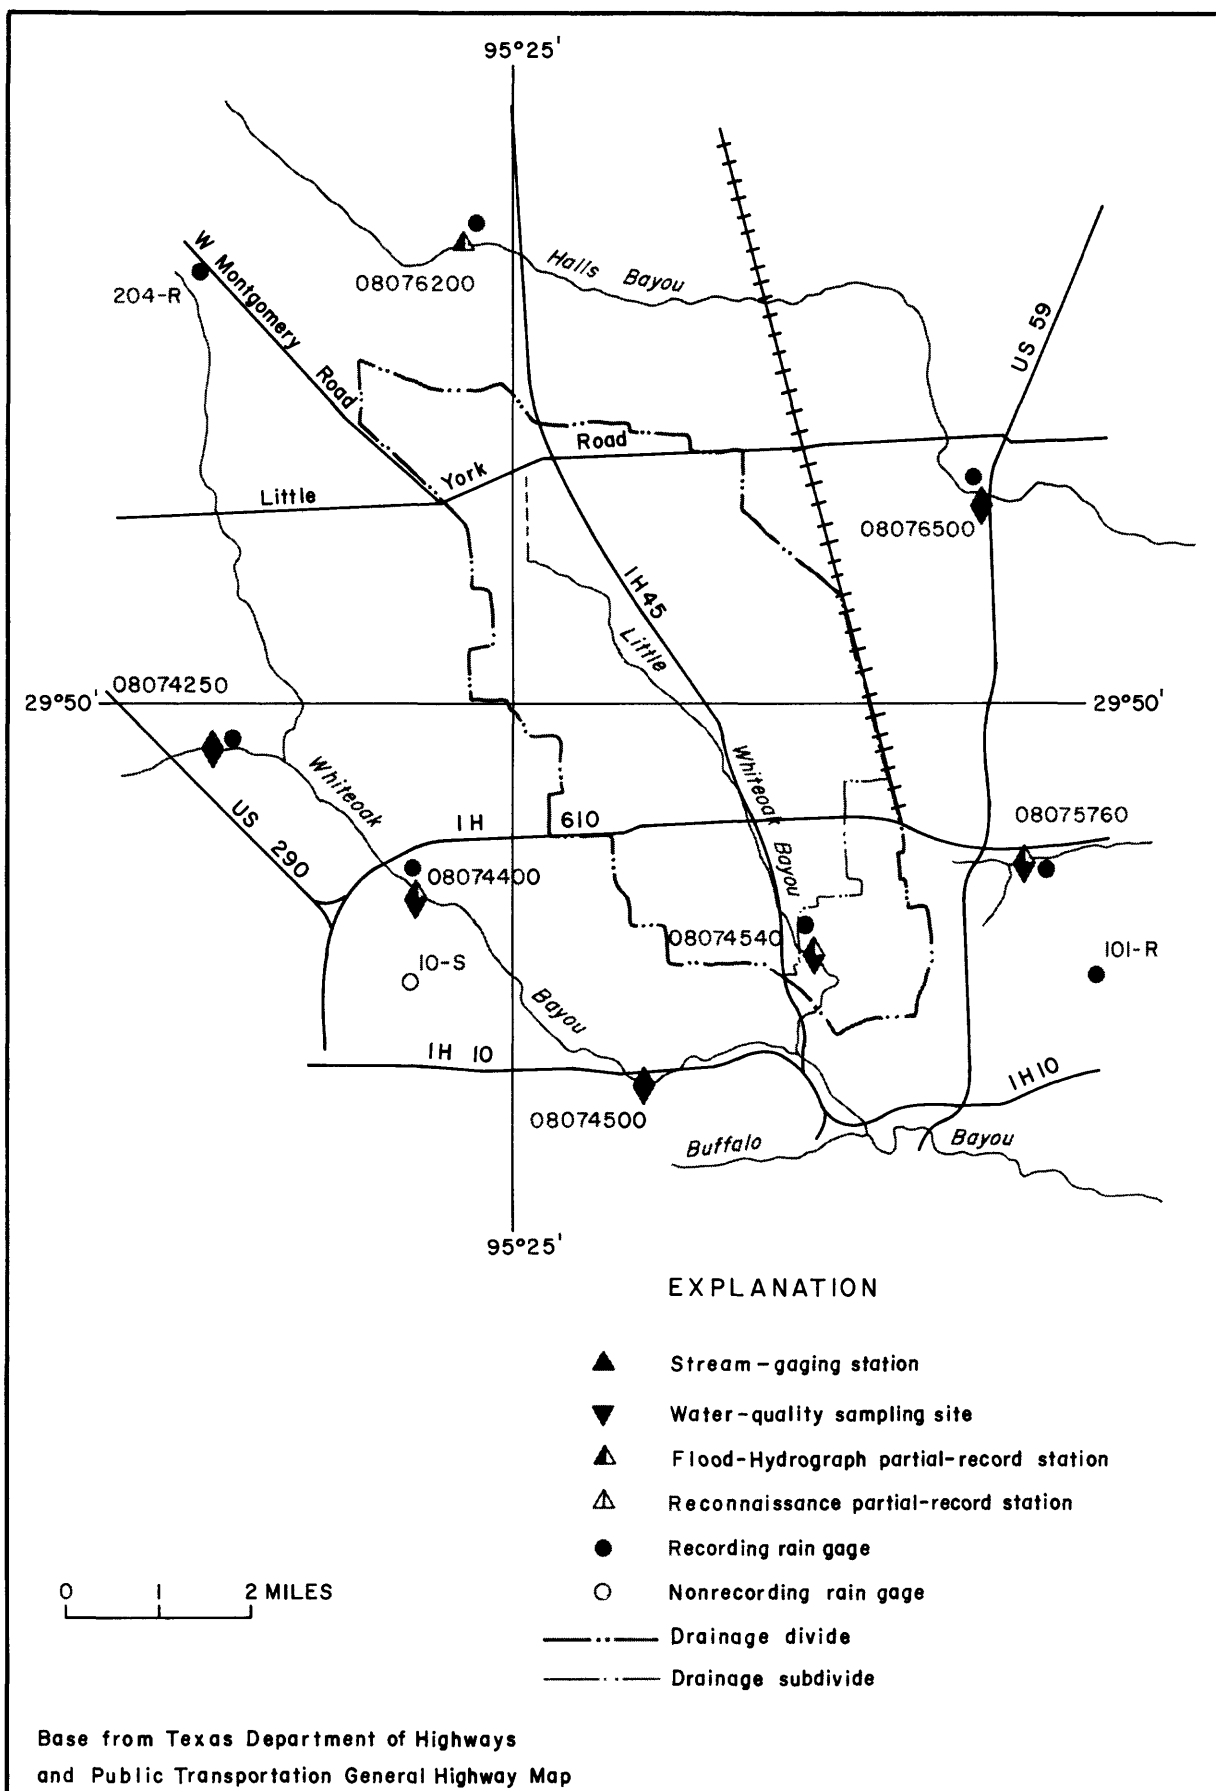 95°25'
W Montgomery Road
204-R
08076200
Halls Bayou
US 59
Little York Road
08076500
IH45
Little Whiteoak Bayou
29°50'
08074250
29°50'
Whiteoak Bayou
US 290
IH 610
08075760
08074400
08074540
10-S
101-R
IH 10
IH10
08074500
Buffalo Bayou
95°25'
EXPLANATION
Stream-gaging station
Water-quality sampling site
Flood-Hydrograph partial-record station
Reconnaissance partial-record station
Recording rain gage
Nonrecording rain gage
Drainage divide
Drainage subdivide
0 1 2 MILES
Base from Texas Department of Highways
and Public Transportation General Highway Map